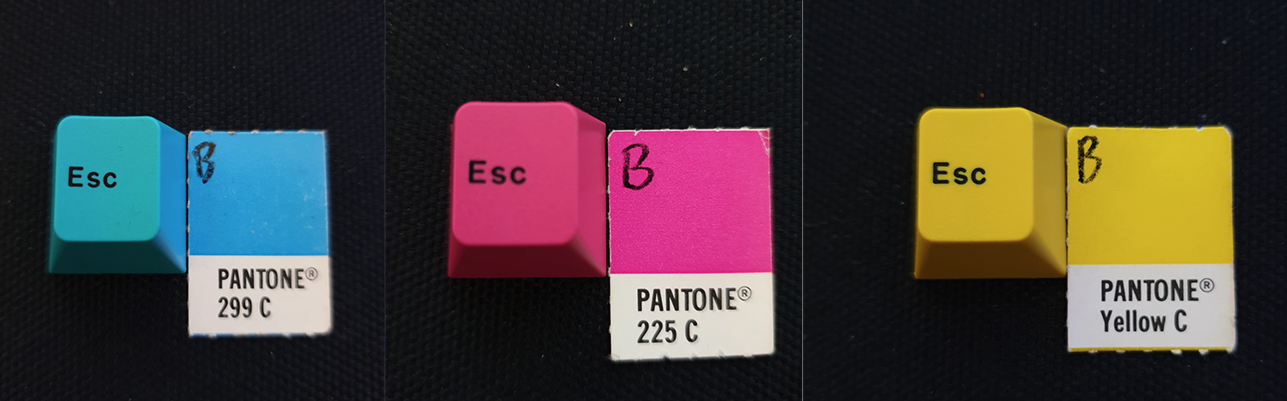 Esc
B
PANTONE®
299 C
Esc
B
PANTONE®
225 C
Esc
B
PANTONE®
Yellow C